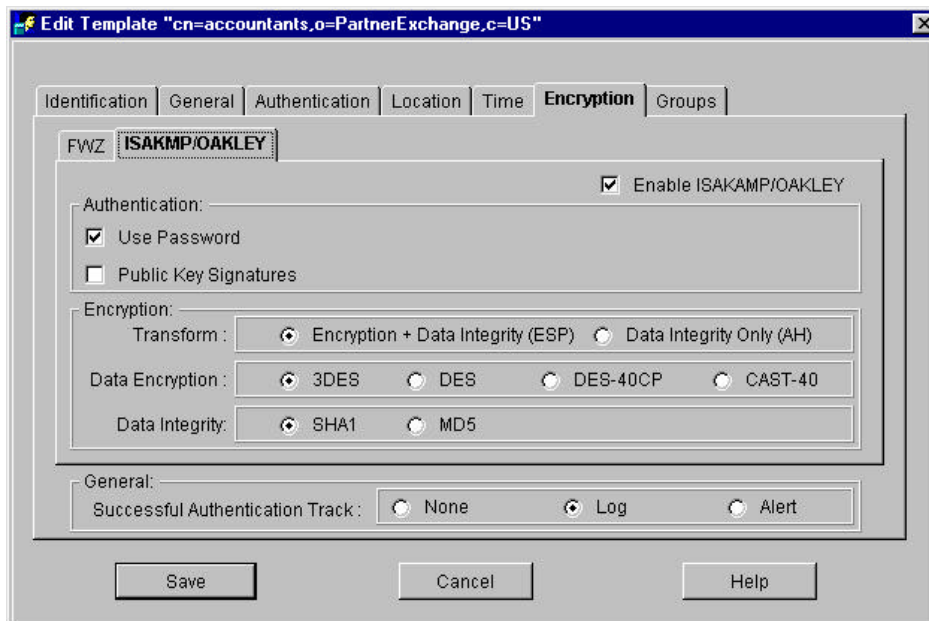 Edit Template "cn=accountants,o=PartnerExchange,c=US"
Identification General Authentication Location Time Encryption Groups
FWZ ISAKMP/OAKLEY
Enable ISAKAMP/OAKLEY
Authentication:
Use Password
Public Key Signatures
Encryption:
Transform : Encryption + Data Integrity (ESP) Data Integrity Only (AH)
Data Encryption : 3DES DES DES-40CP CAST-40
Data Integrity: SHA1 MD5
General:
Successful Authentication Track : None Log Alert
Save Cancel Help